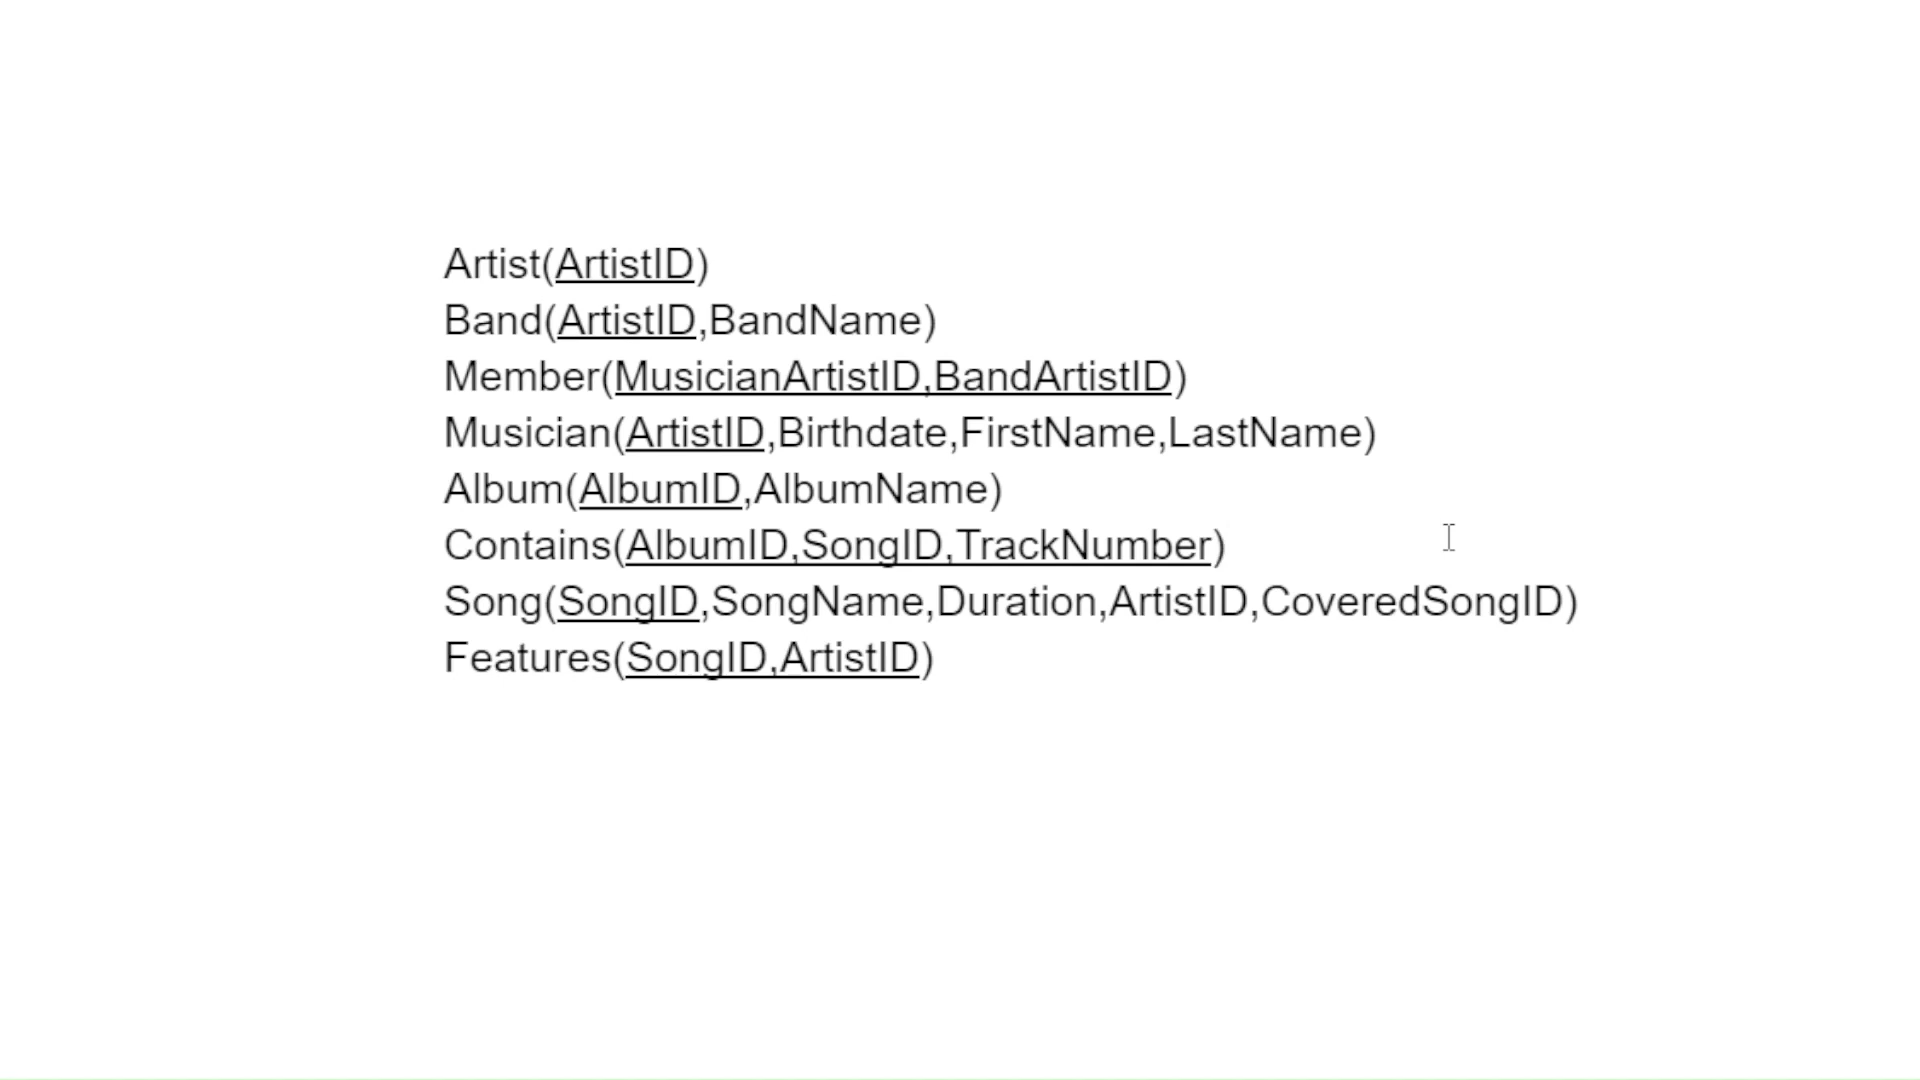 Artist(ArtistID)
Band(ArtistID,BandName)
Member(MusicianArtistID,BandArtistID)
Musician(ArtistID,Birthdate,FirstName,LastName)
Album(AlbumID,AlbumName)
Contains(AlbumID,SongID,TrackNumber)
Song(SongID,SongName,Duration,ArtistID,CoveredSongID)
Features(SongID,ArtistID)